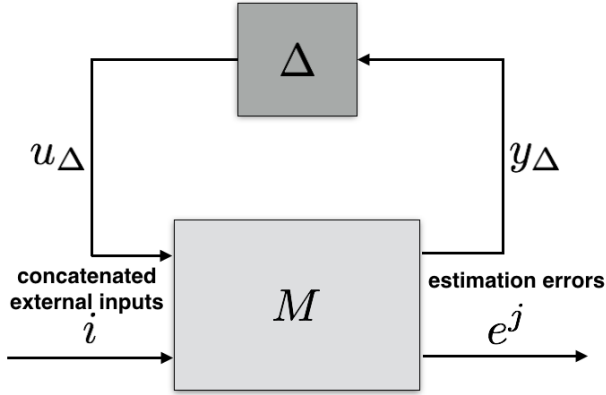 Δ
u_Δ
y_Δ
concatenated
external inputs
i
M
estimation errors
e^j